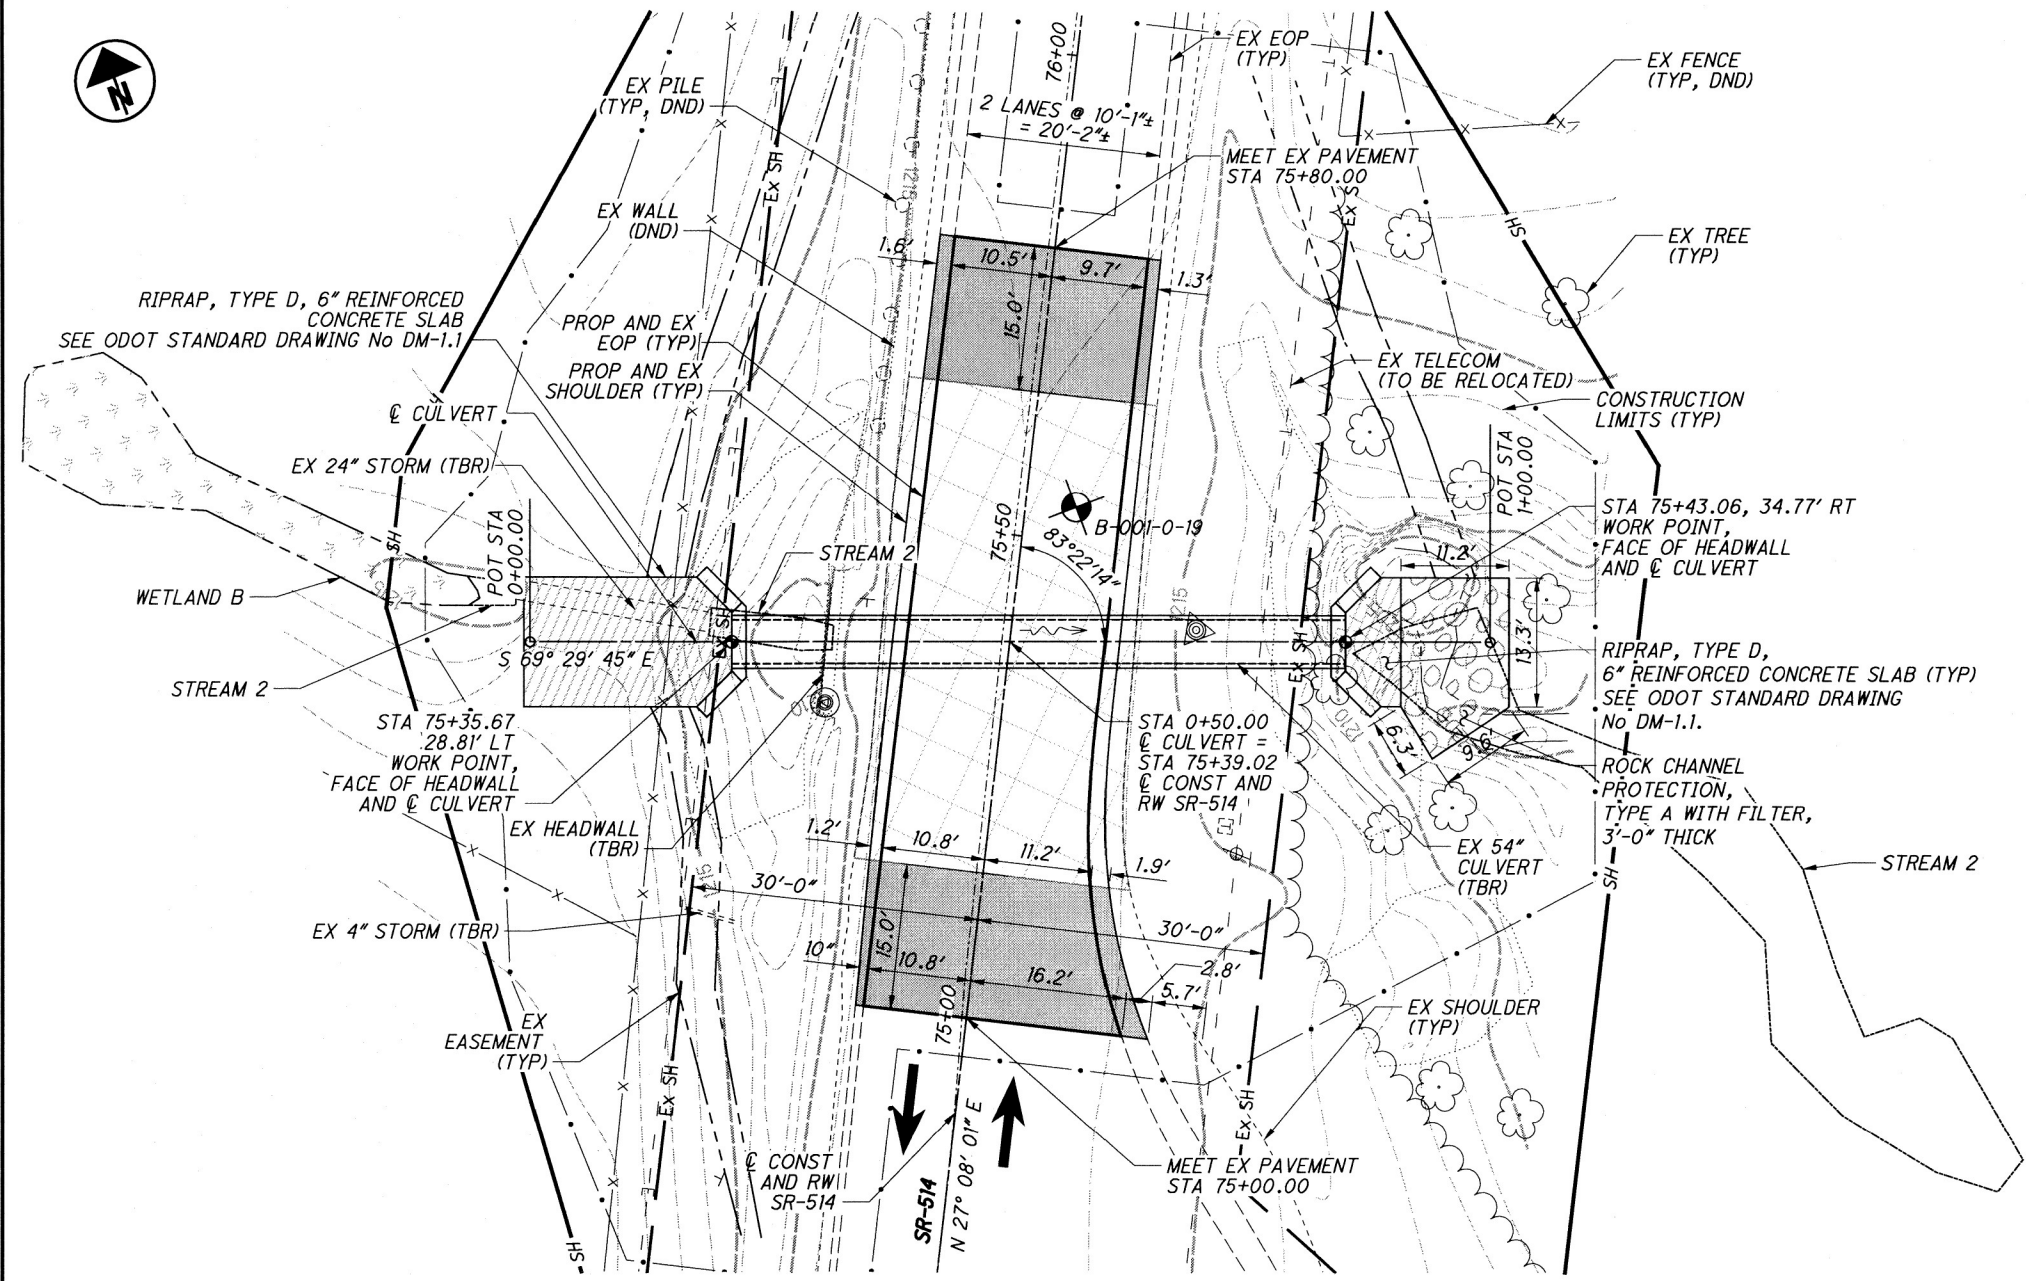 N
EX PILE
(TYP, DND)
EX WALL
(DND)
RIPRAP, TYPE D, 6" REINFORCED
CONCRETE SLAB
SEE ODOT STANDARD DRAWING No DM-1.1
PROP AND EX
EOP (TYP)
PROP AND EX
SHOULDER (TYP)
℄ CULVERT
EX 24" STORM (TBR)
POT STA
0+00.00
WETLAND B
STREAM 2
STREAM 2
S 69° 29' 45" E
STA 75+35.67
28.81' LT
WORK POINT,
FACE OF HEADWALL
AND ℄ CULVERT
EX HEADWALL
(TBR)
EX 4" STORM (TBR)
EX
EASEMENT
(TYP)
℄ CONST
AND RW
SR-514
SR-514
N 27° 08' 01" E
76+00
2 LANES @ 10'-1"±
= 20'-2"±
EX EOP
(TYP)
MEET EX PAVEMENT
STA 75+80.00
1.6'
10.5'
9.7'
1.3'
15.0'
75+50
B-001-0-19
83°22'14"
STA 0+50.00
℄ CULVERT =
STA 75+39.02
℄ CONST AND
RW SR-514
1.2'
10.8'
11.2'
1.9'
30'-0"
30'-0"
15.0'
10"
10.8'
16.2'
2.8'
5.7'
75+00
MEET EX PAVEMENT
STA 75+00.00
EX SHOULDER
(TYP)
EX FENCE
(TYP, DND)
EX TREE
(TYP)
EX TELECOM
(TO BE RELOCATED)
CONSTRUCTION
LIMITS (TYP)
POT STA
1+00.00
STA 75+43.06, 34.77' RT
WORK POINT,
FACE OF HEADWALL
AND ℄ CULVERT
11.2'
13.3'
6.3'
9.6'
RIPRAP, TYPE D,
6" REINFORCED CONCRETE SLAB (TYP)
SEE ODOT STANDARD DRAWING
No DM-1.1.
ROCK CHANNEL
PROTECTION,
TYPE A WITH FILTER,
3'-0" THICK
EX 54"
CULVERT
(TBR)
STREAM 2
1215
1215
1215
1210
Ex SH
Ex SH
Ex SH
Ex SH
Ex SH
SH
SH
SH
SH